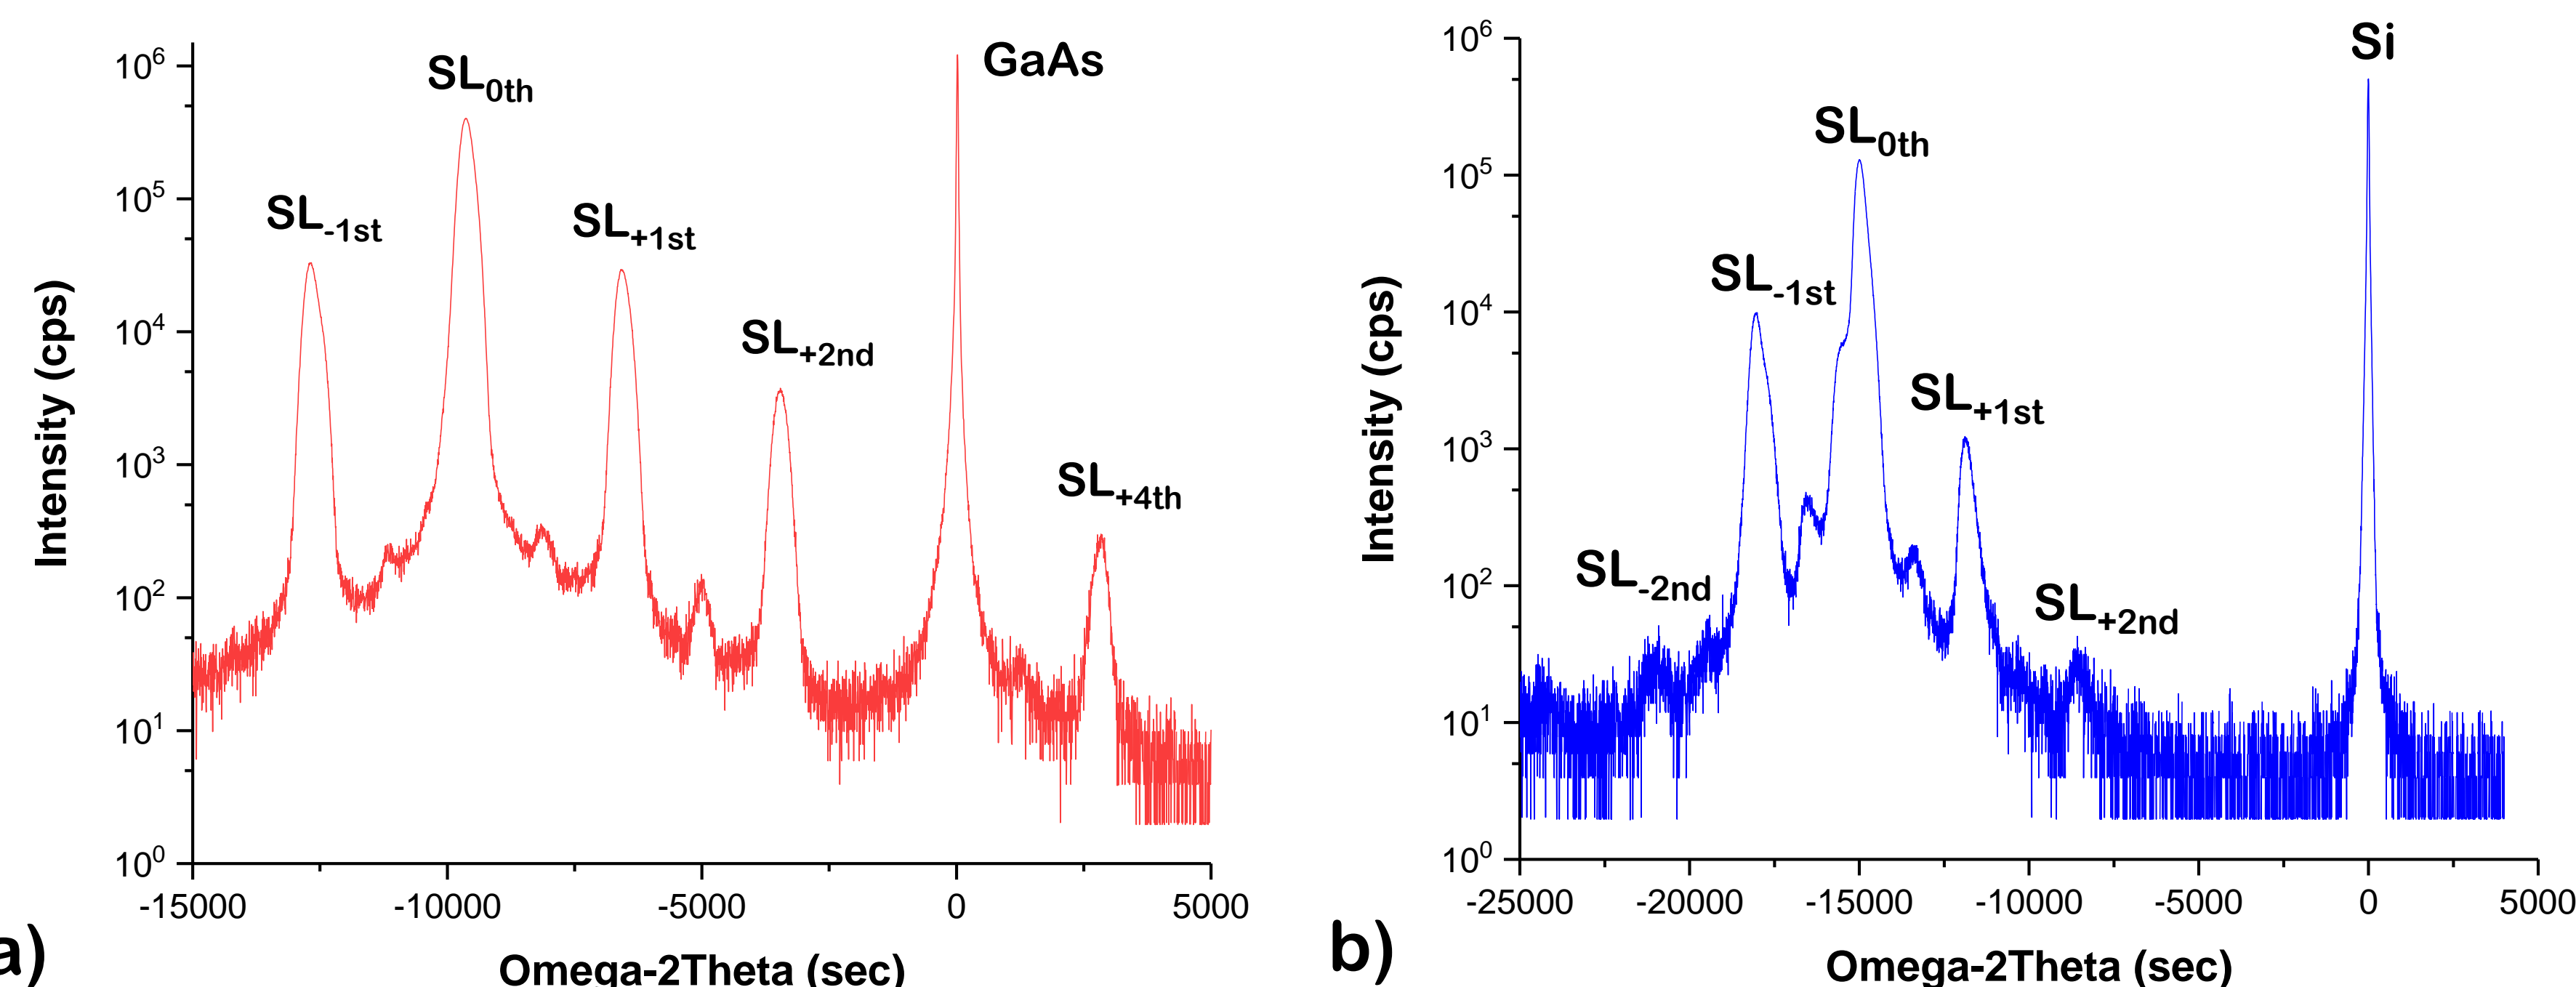 GaAs
SL0th
SL-1st
SL+1st
SL+2nd
SL+4th
10^6
10^5
10^4
10^3
10^2
10^1
10^0
Intensity (cps)
-15000 -10000 -5000 0 5000
Omega-2Theta (sec)
a)
Si
SL0th
SL-1st
SL+1st
SL-2nd
SL+2nd
10^6
10^5
10^4
10^3
10^2
10^1
10^0
Intensity (cps)
-25000 -20000 -15000 -10000 -5000 0 5000
Omega-2Theta (sec)
b)